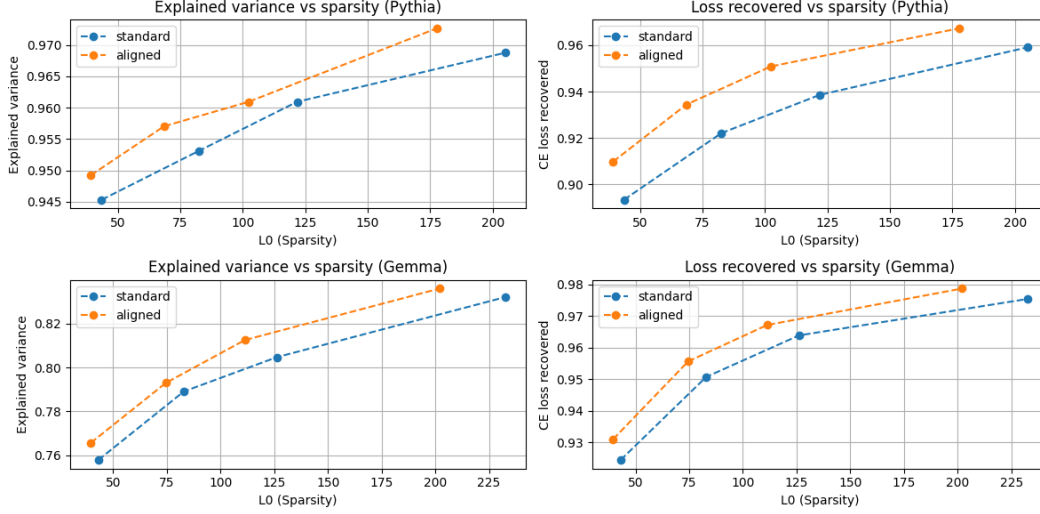 Explained variance vs sparsity (Pythia)
standard
aligned
Explained variance
0.970
0.965
0.960
0.955
0.950
0.945
50
75
100
125
150
175
200
L0 (Sparsity)
Loss recovered vs sparsity (Pythia)
standard
aligned
CE loss recovered
0.96
0.94
0.92
0.90
50
75
100
125
150
175
200
L0 (Sparsity)
Explained variance vs sparsity (Gemma)
standard
aligned
Explained variance
0.82
0.80
0.78
0.76
50
75
100
125
150
175
200
225
L0 (Sparsity)
Loss recovered vs sparsity (Gemma)
standard
aligned
CE loss recovered
0.98
0.97
0.96
0.95
0.94
0.93
50
75
100
125
150
175
200
225
L0 (Sparsity)